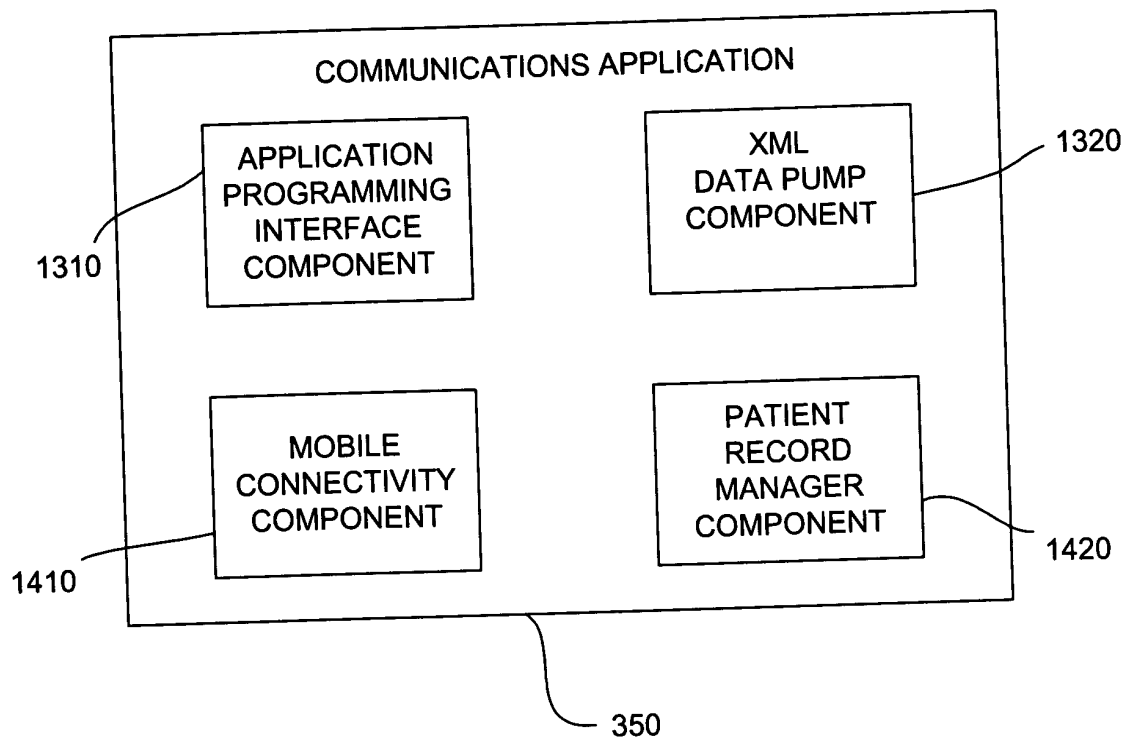 COMMUNICATIONS APPLICATION
APPLICATION
PROGRAMMING
INTERFACE
COMPONENT
1310
XML
DATA PUMP
COMPONENT
1320
MOBILE
CONNECTIVITY
COMPONENT
1410
PATIENT
RECORD
MANAGER
COMPONENT
1420
350